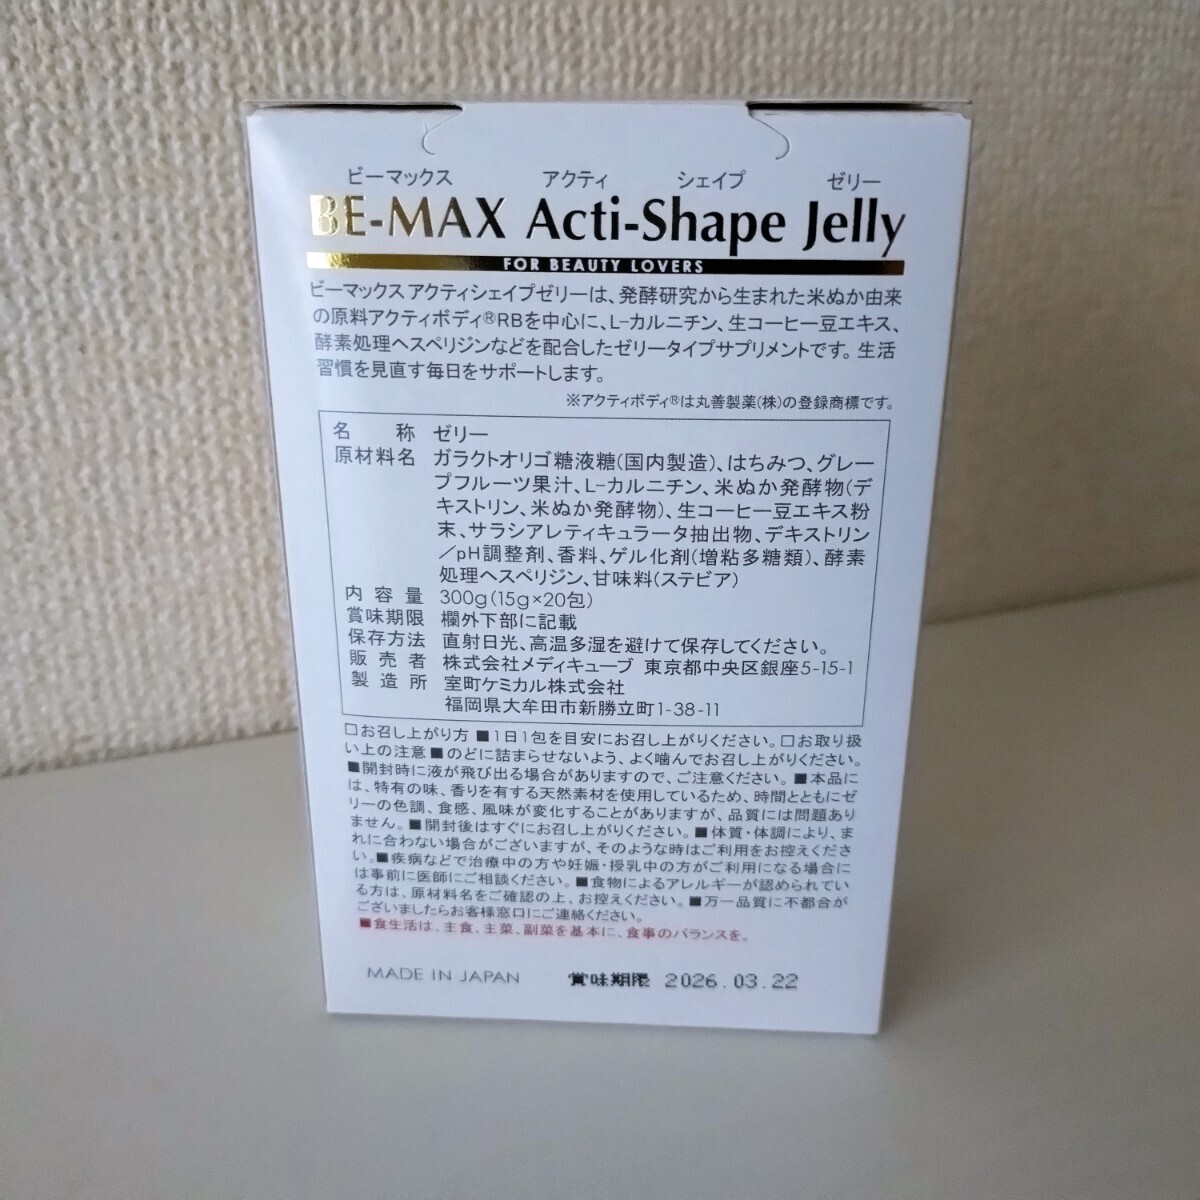 ビーマックス アクティ シェイプ ゼリー
BE-MAX Acti-Shape Jelly
FOR BEAUTY LOVERS
ビーマックス アクティシェイプゼリーは、発酵研究から生まれた米ぬか由来
の原料アクティボディ®RBを中心に、L-カルニチン、生コーヒー豆エキス、
酵素処理ヘスペリジンなどを配合したゼリータイプサプリメントです。生活
習慣を見直す毎日をサポートします。
※アクティボディ®は丸善製薬(株)の登録商標です。
名称 ゼリー
原材料名 ガラクトオリゴ糖液糖(国内製造)、はちみつ、グレー
プフルーツ果汁、L-カルニチン、米ぬか発酵物(デ
キストリン、米ぬか発酵物)、生コーヒー豆エキス粉
末、サラシアレティキュラータ抽出物、デキストリン
/pH調整剤、香料、ゲル化剤(増粘多糖類)、酵素
処理ヘスペリジン、甘味料(ステビア)
内容量 300g(15g×20包)
賞味期限 欄外下部に記載
保存方法 直射日光、高温多湿を避けて保存してください。
販売者 株式会社メディキューブ 東京都中央区銀座5-15-1
製造所 室町ケミカル株式会社
福岡県大牟田市新勝立町1-38-11
□お召し上がり方 ■1日1包を目安にお召し上がりください。□お取り扱
い上の注意 ■のどに詰まらせないよう、よく噛んでお召し上がりください。
■開封時に液が飛び出る場合がありますので、ご注意ください。■本品に
は、特有の味、香りを有する天然素材を使用しているため、時間とともにゼ
リーの色調、食感、風味が変化することがありますが、品質には問題あり
ません。■開封後はすぐにお召し上がりください。■体質・体調により、ま
れに合わない場合がございますが、そのような時はご利用をお控えくださ
い。■疾病などで治療中の方や妊娠・授乳中の方がご利用になる場合に
は事前に医師にご相談ください。■食物によるアレルギーが認められてい
る方は、原材料名をご確認の上、お控えください。■万一品質に不都合が
ございましたらお客様窓口にご連絡ください。
■食生活は、主食、主菜、副菜を基本に、食事のバランスを。
MADE IN JAPAN 賞味期限 2026.03.22